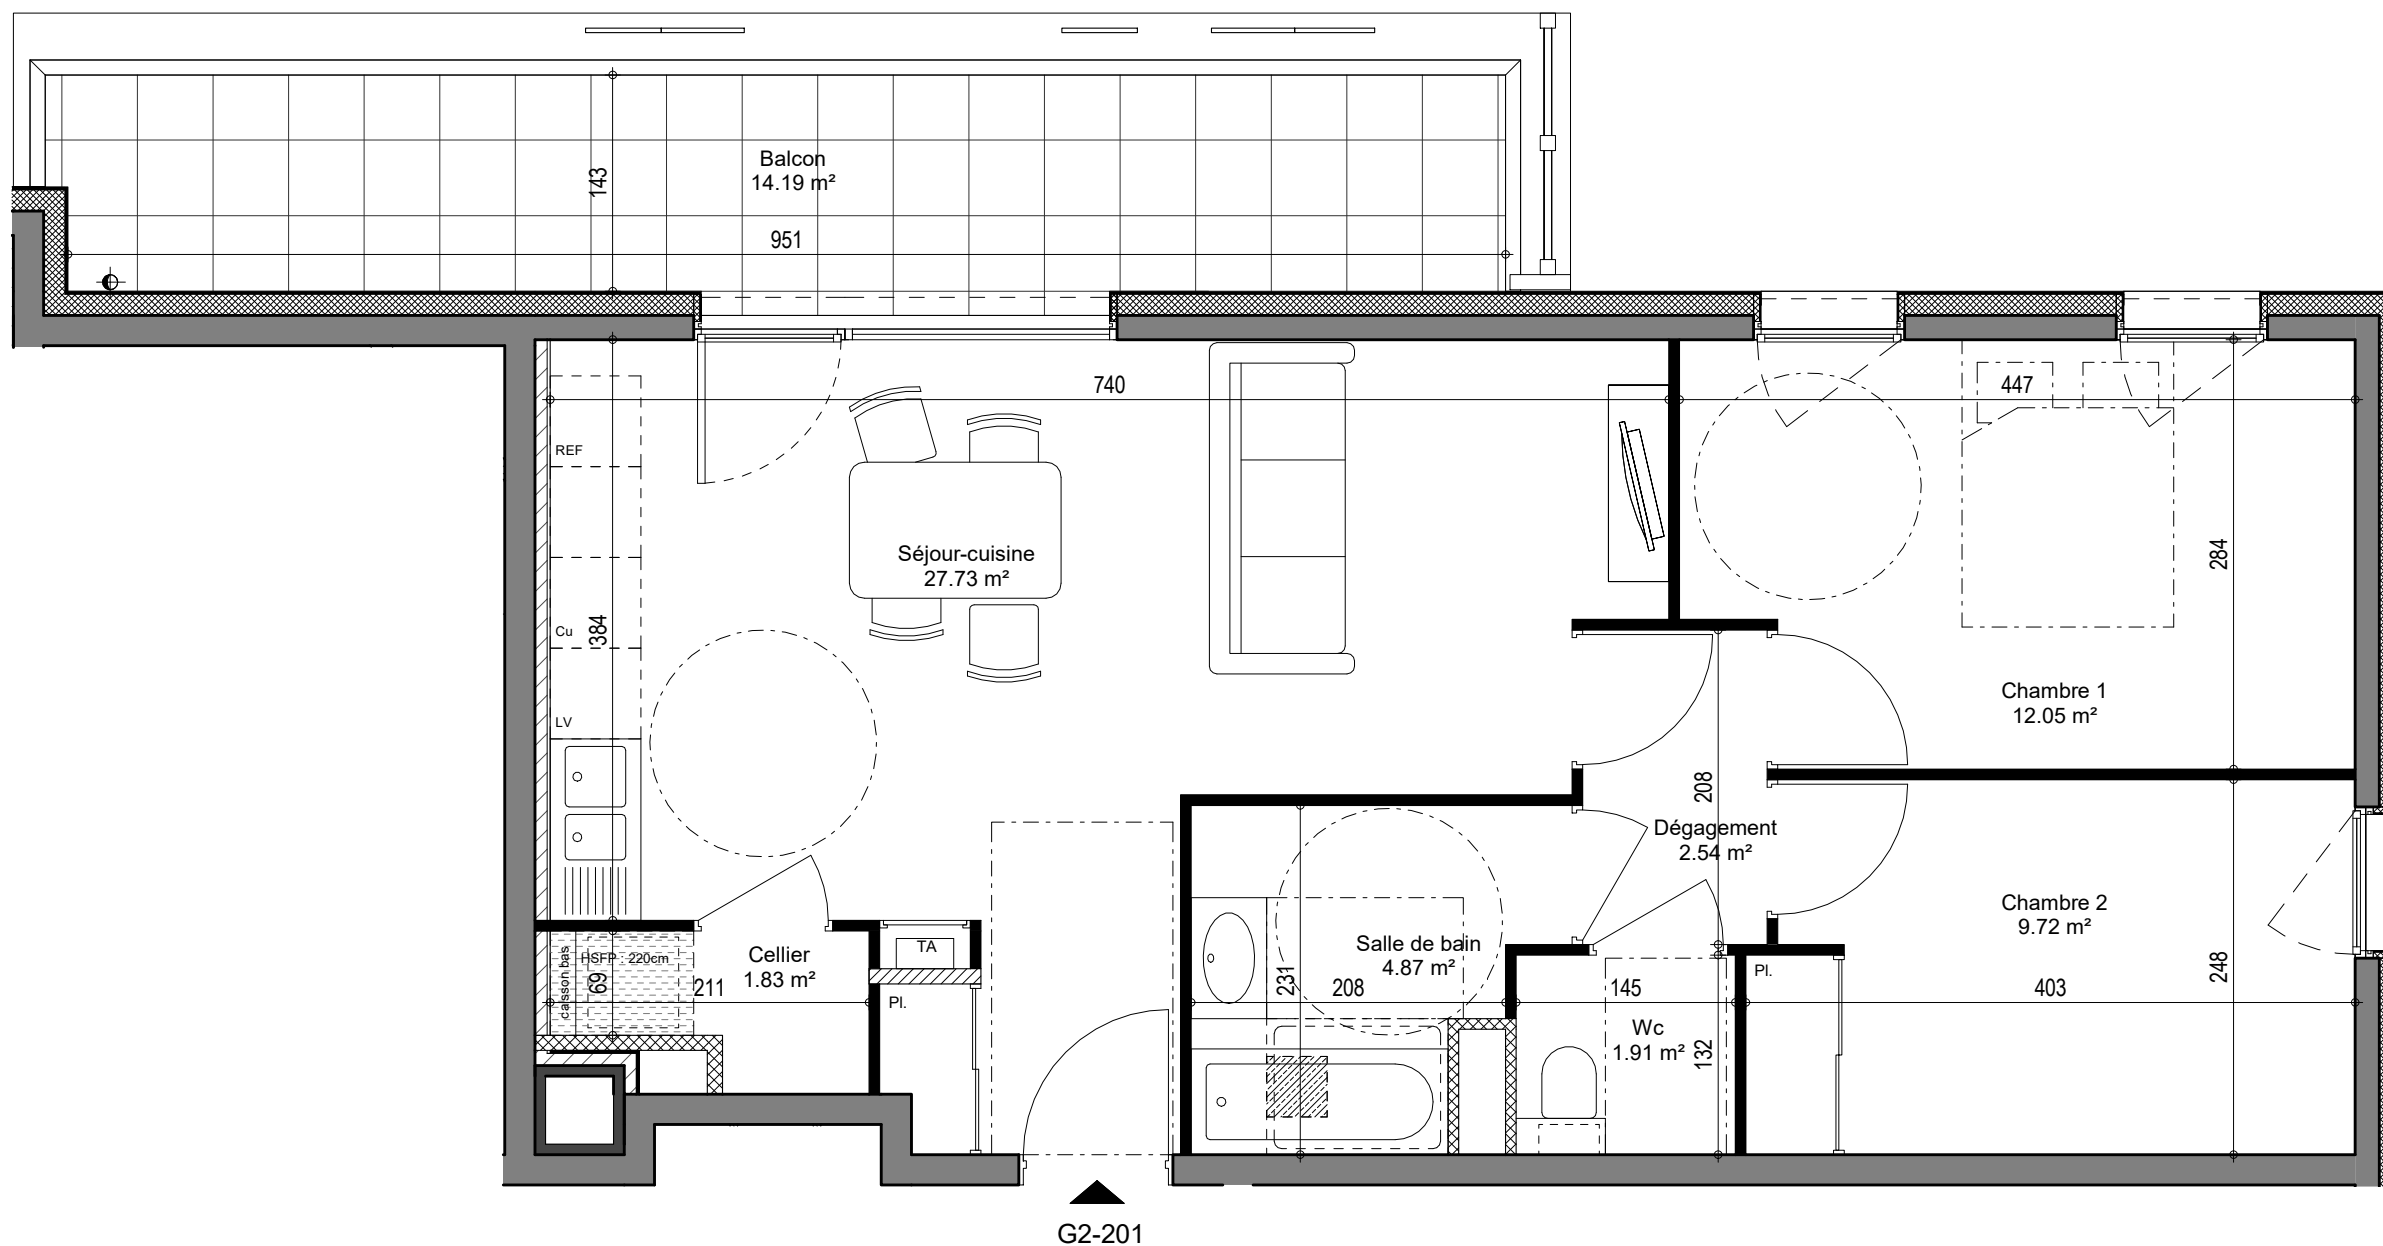 Balcon
14.19 m²
143
951
740
447
REF
Séjour-cuisine
27.73 m²
284
Cu
384
Chambre 1
12.05 m²
LV
208
Dégagement
2.54 m²
Chambre 2
9.72 m²
Cellier
1.83 m²
TA
HSFP : 220cm
caisson bas
69
211
Pl.
Salle de bain
4.87 m²
231
208
145
Pl.
403
248
Wc
1.91 m²
132
G2-201